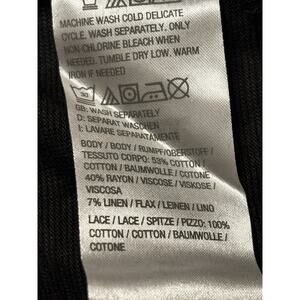 MACHINE WASH COLD DELICATE
CYCLE, WASH SEPARATELY. ONLY
NON-CHLORINE BLEACH WHEN
NEEDED. TUMBLE DRY LOW. WARM
IRON IF NEEDED
GB: WASH SEPARATELY
D: SEPARAT WASCHEN
I: LAVARE SEPARATAMENTE
BODY / BODY / RUMPF/OBERSTOFF /
TESSUTO CORPO: 53% COTTON /
COTTON / BAUMWOLLE / COTONE
40% RAYON / VISCOSE / VISKOSE /
VISCOSA
7% LINEN / FLAX / LEINEN / LINO
LACE / LACE / SPITZE / PIZZO: 100%
COTTON / COTTON / BAUMWOLLE /
COTONE